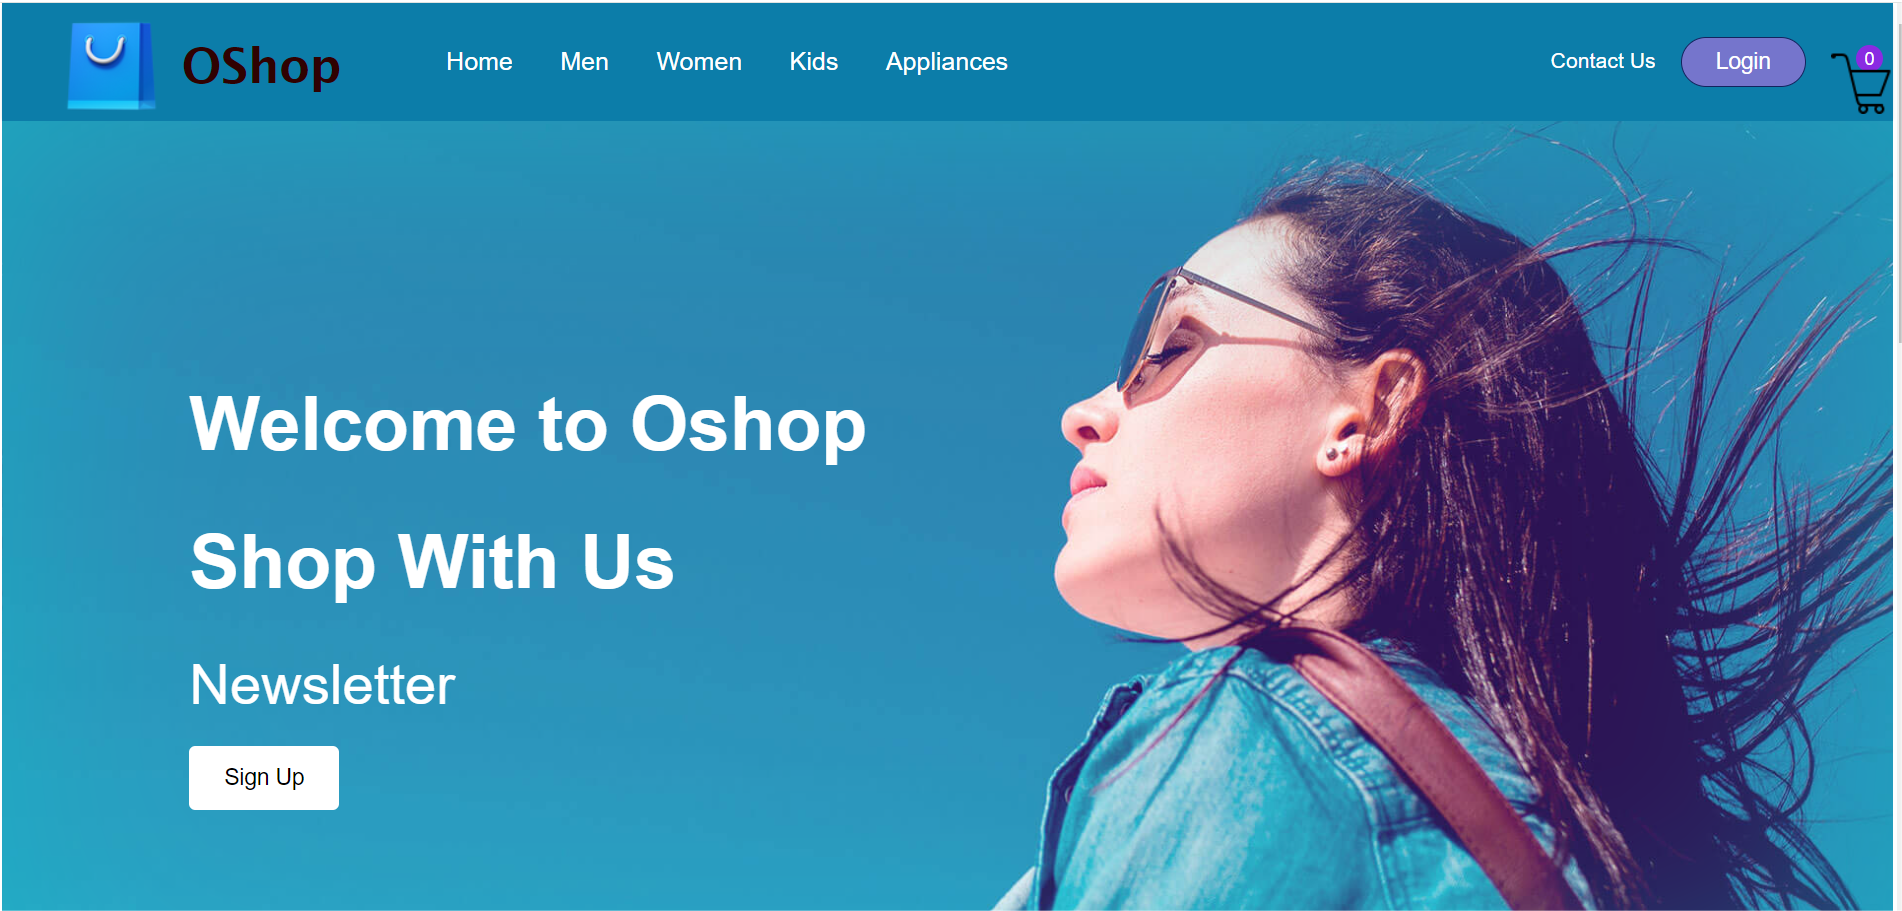 OShop
Home Men Women Kids Appliances
Contact Us Login 0
Welcome to Oshop
Shop With Us
Newsletter
Sign Up